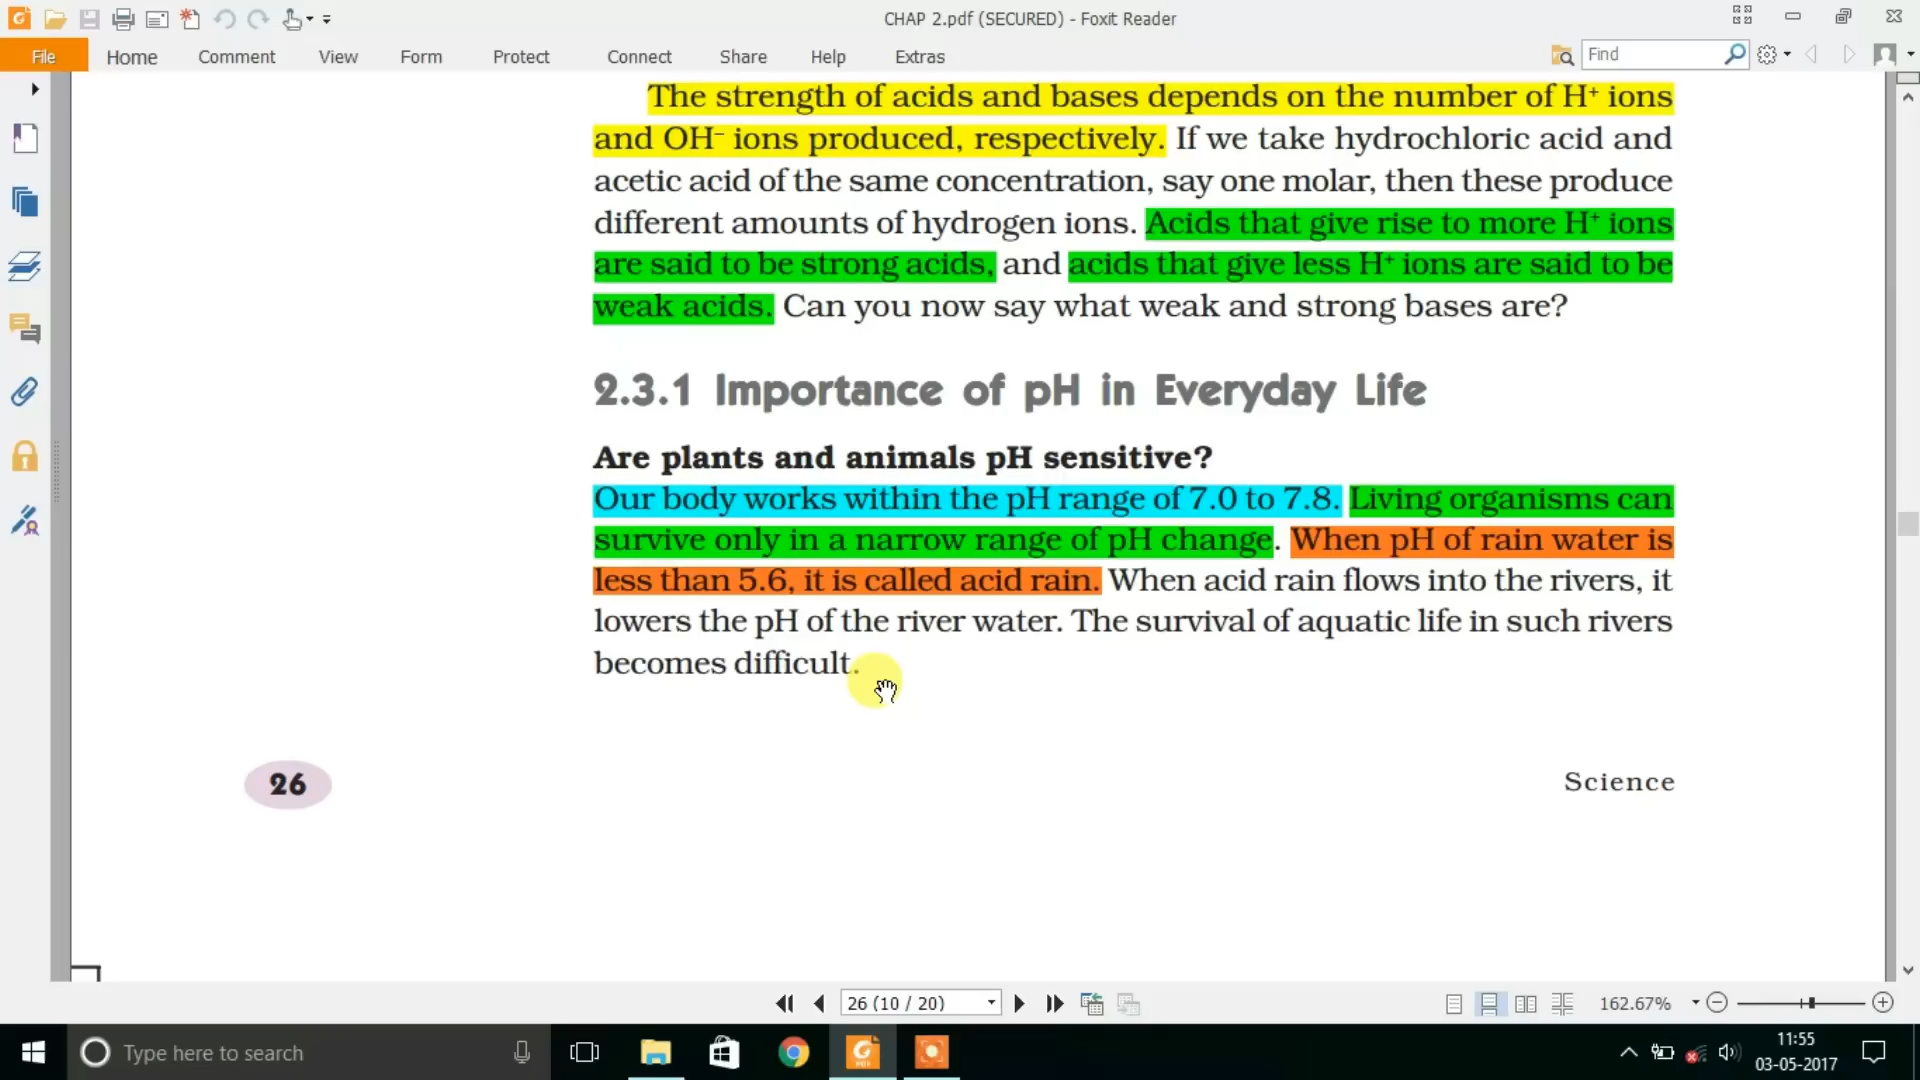 CHAP 2.pdf (SECURED) - Foxit Reader
File Home Comment View Form Protect Connect Share Help Extras
Find
The strength of acids and bases depends on the number of H⁺ ions
and OH⁻ ions produced, respectively. If we take hydrochloric acid and
acetic acid of the same concentration, say one molar, then these produce
different amounts of hydrogen ions. Acids that give rise to more H⁺ ions
are said to be strong acids, and acids that give less H⁺ ions are said to be
weak acids. Can you now say what weak and strong bases are?
2.3.1 Importance of pH in Everyday Life
Are plants and animals pH sensitive?
Our body works within the pH range of 7.0 to 7.8. Living organisms can
survive only in a narrow range of pH change. When pH of rain water is
less than 5.6, it is called acid rain. When acid rain flows into the rivers, it
lowers the pH of the river water. The survival of aquatic life in such rivers
becomes difficult.
26
Science
26 (10 / 20)
162.67%
Type here to search
11:55
03-05-2017